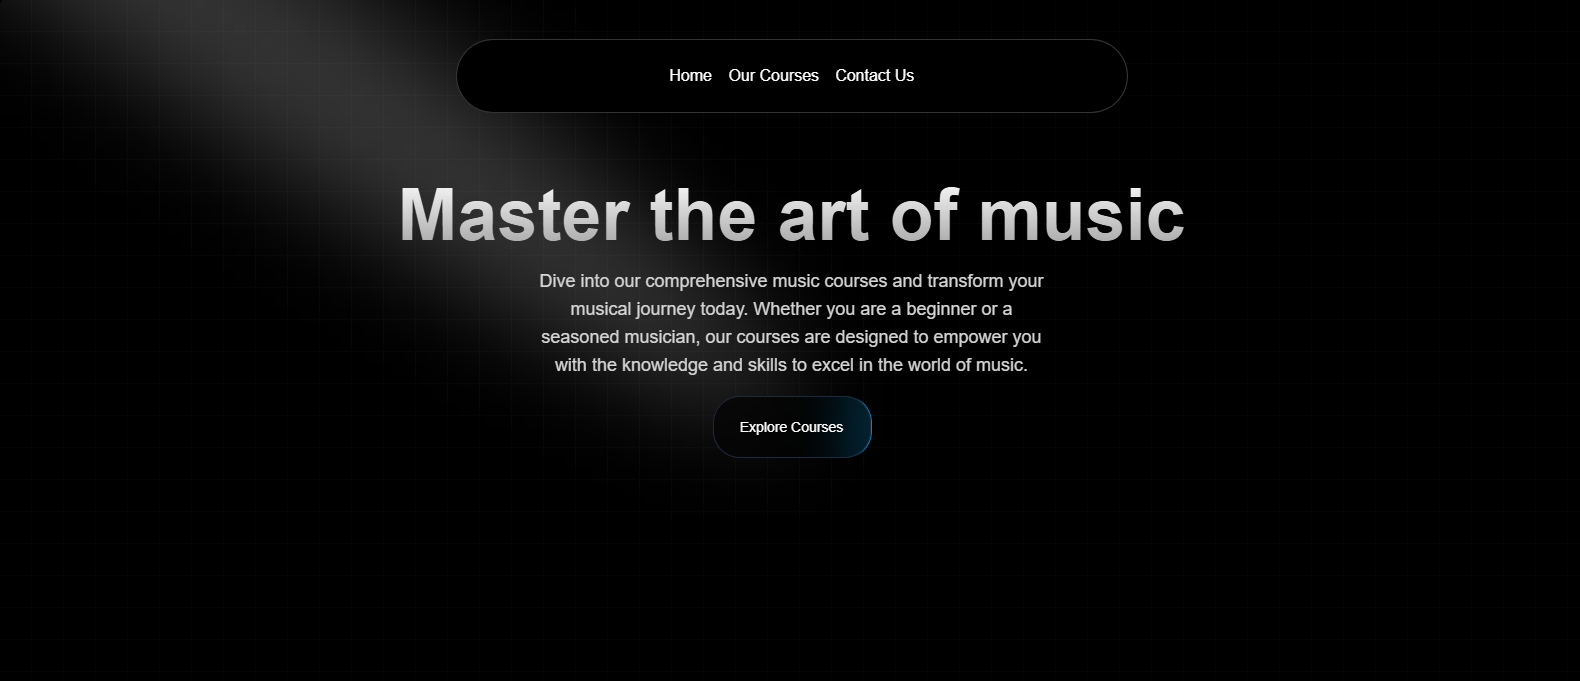 Home Our Courses Contact Us
Master the art of music
Dive into our comprehensive music courses and transform your
musical journey today. Whether you are a beginner or a
seasoned musician, our courses are designed to empower you
with the knowledge and skills to excel in the world of music.
Explore Courses